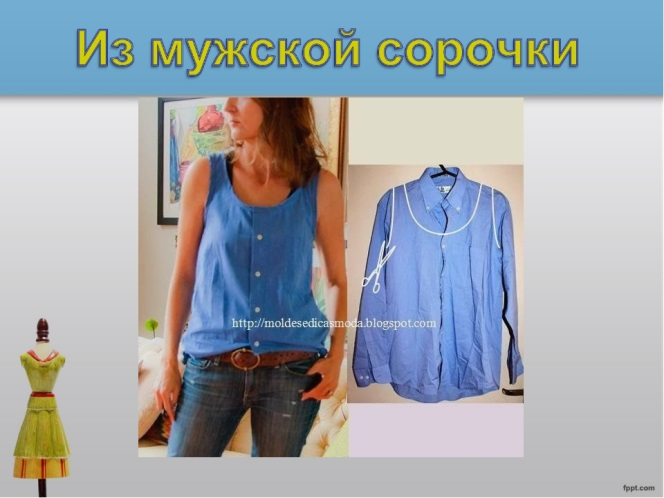 Из мужской сорочки
http://moldesedicasmoda.blogspot.com
fppt.com